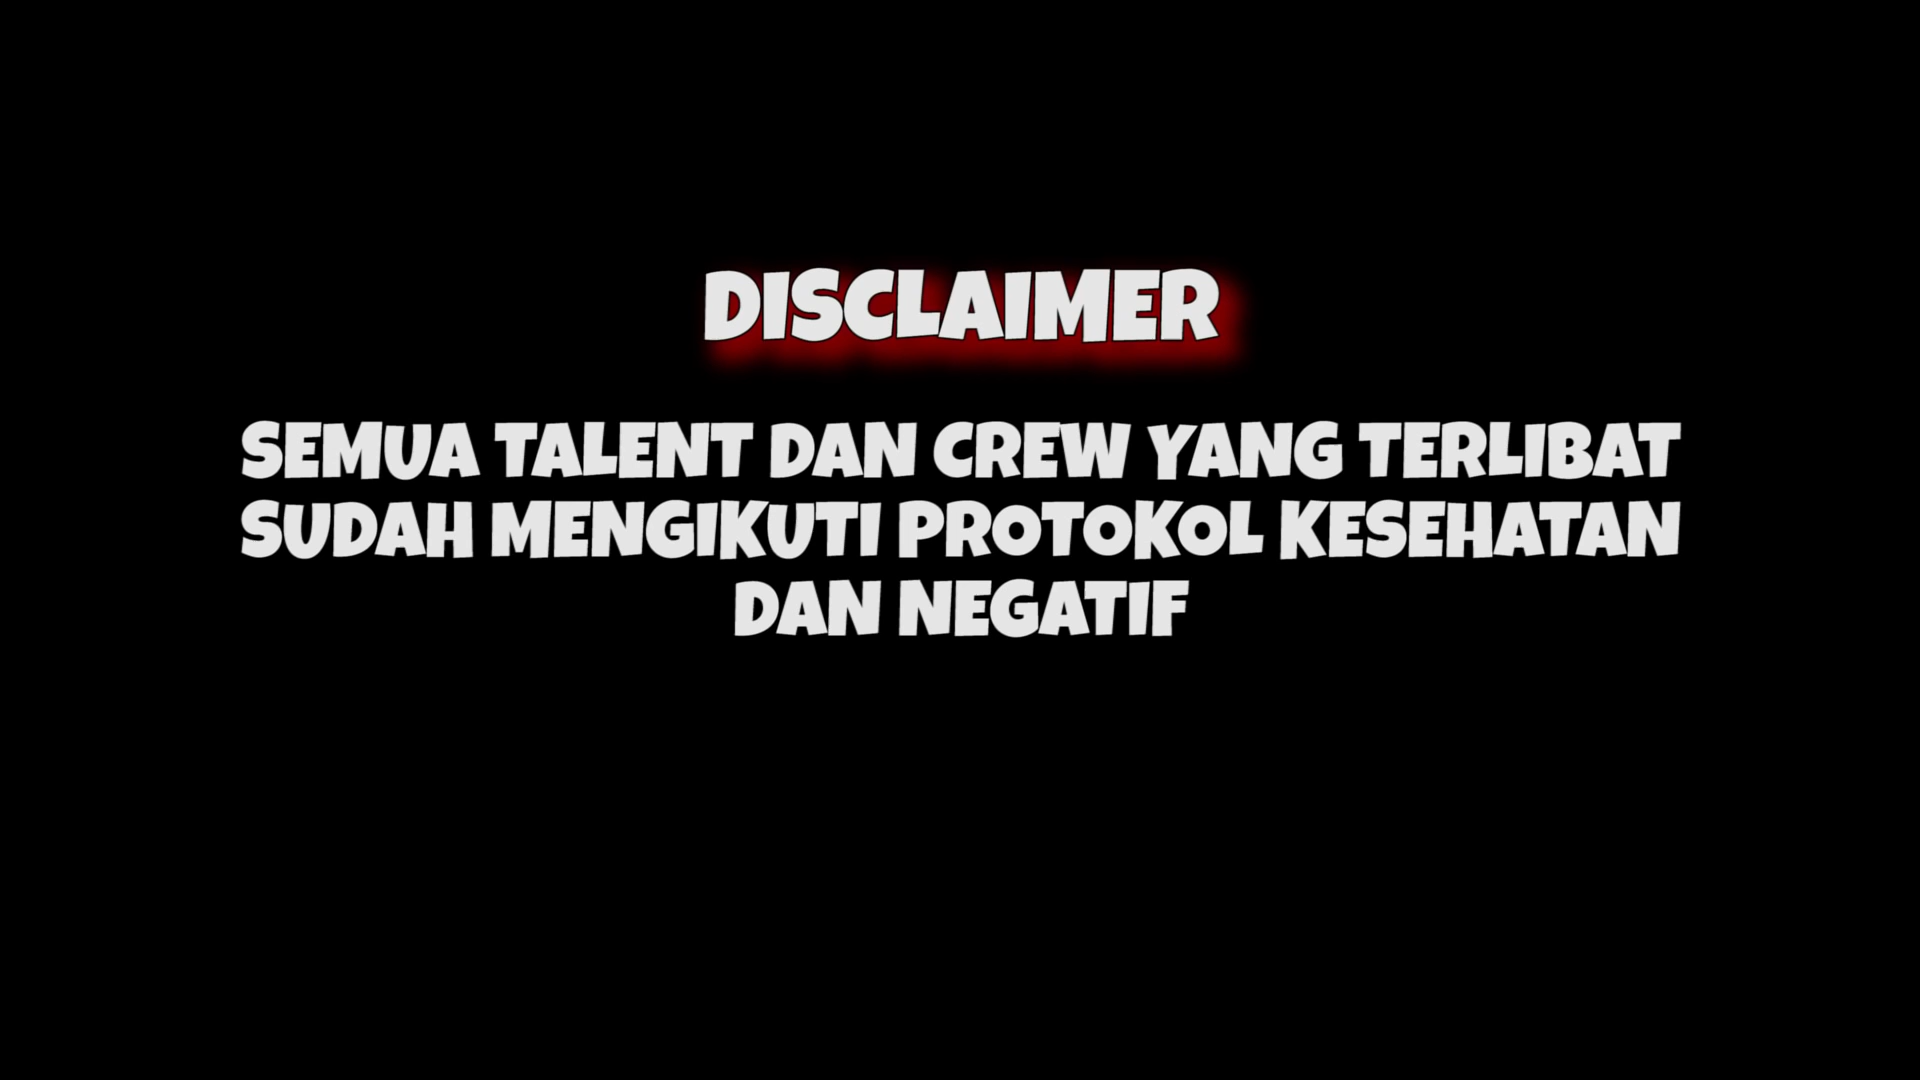 DISCLAIMER
SEMUA TALENT DAN CREW YANG TERLIBAT
SUDAH MENGIKUTI PROTOKOL KESEHATAN
DAN NEGATIF